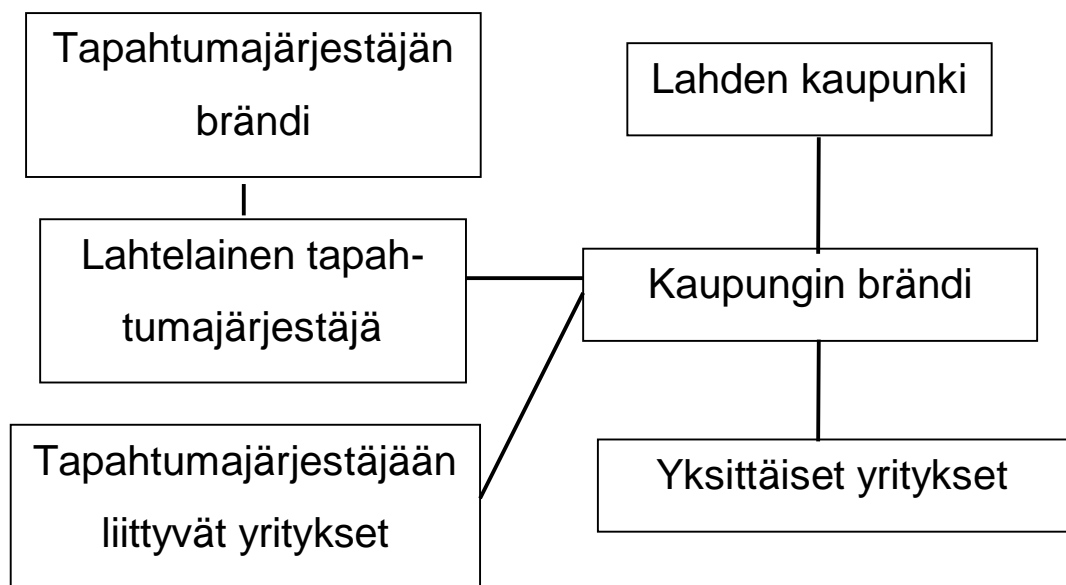 Tapahtumajärjestäjän
brändi
Lahden kaupunki
Lahtelainen tapah-
tumajärjestäjä
Kaupungin brändi
Tapahtumajärjestäjään
liittyvät yritykset
Yksittäiset yritykset